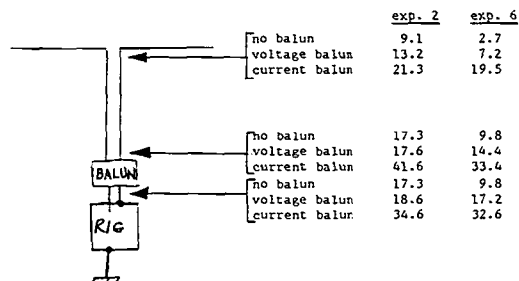 exp. 2 exp. 6
no balun 9.1 2.7
voltage balun 13.2 7.2
current balun 21.3 19.5
no balun 17.3 9.8
voltage balun 17.6 14.4
current balun 41.6 33.4
BALUN
no balun 17.3 9.8
voltage balun 18.6 17.2
current balun 34.6 32.6
RIG